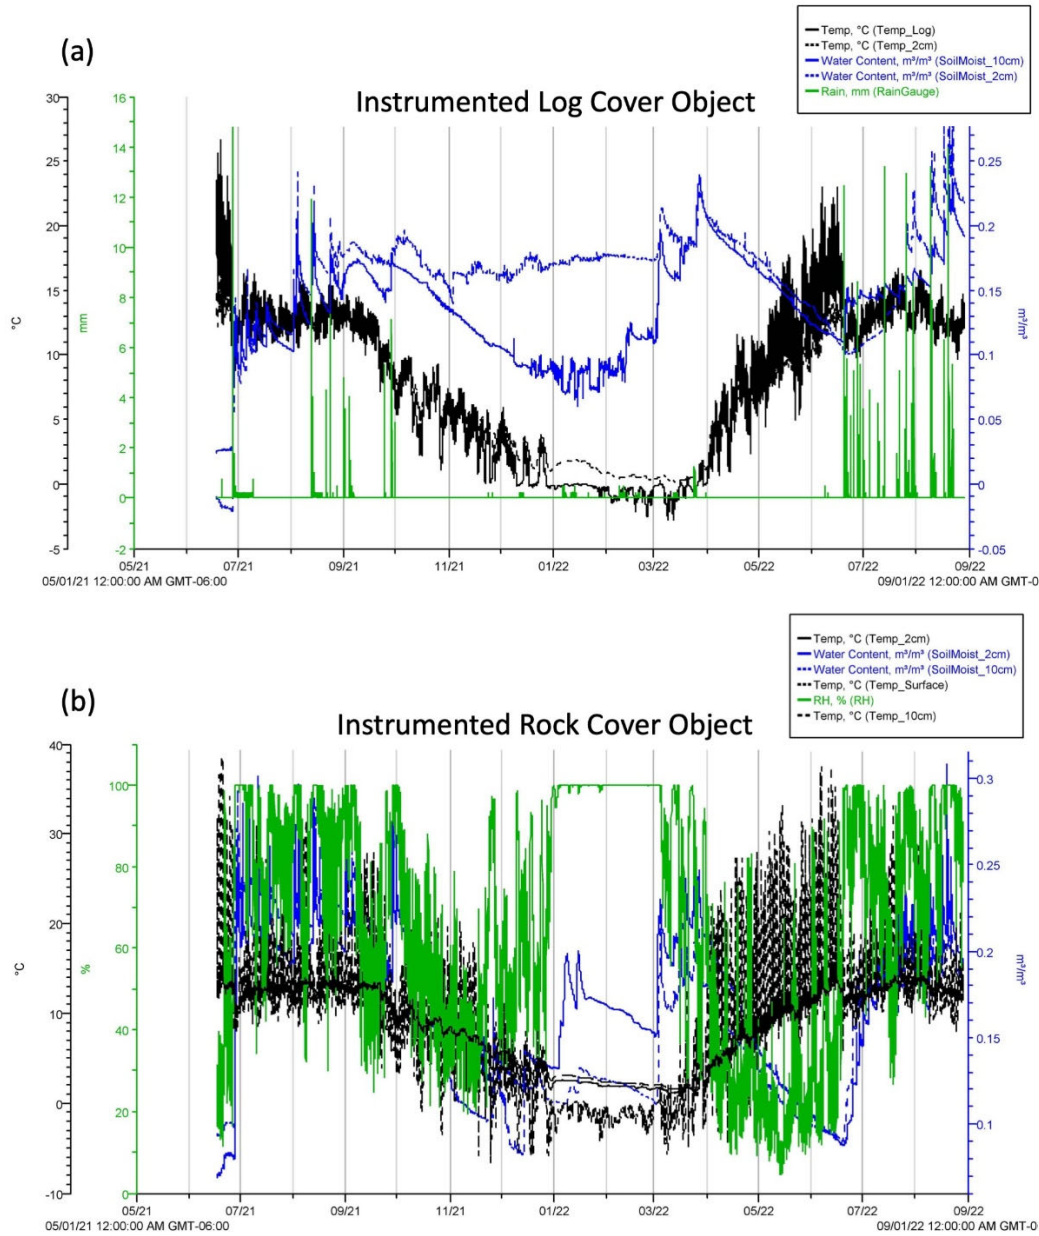 (a)
Temp, °C (Temp_Log)
Temp, °C (Temp_2cm)
Water Content, m³/m³ (SoilMoist_10cm)
Water Content, m³/m³ (SoilMoist_2cm)
Rain, mm (RainGauge)
Instrumented Log Cover Object
30
25
20
15
10
5
0
-5
°C
16
14
12
10
8
6
4
2
0
-2
mm
0.25
0.2
0.15
0.1
0.05
0
-0.05
m³/m³
05/21 07/21 09/21 11/21 01/22 03/22 05/22 07/22 09/22
05/01/21 12:00:00 AM GMT-06:00 09/01/22 12:00:00 AM GMT-0
(b)
Temp, °C (Temp_2cm)
Water Content, m³/m³ (SoilMoist_2cm)
Water Content, m³/m³ (SoilMoist_10cm)
Temp, °C (Temp_Surface)
RH, % (RH)
Temp, °C (Temp_10cm)
Instrumented Rock Cover Object
40
30
20
10
0
-10
°C
100
80
60
40
20
0
%
0.3
0.25
0.2
0.15
0.1
m³/m³
05/21 07/21 09/21 11/21 01/22 03/22 05/22 07/22 09/22
05/01/21 12:00:00 AM GMT-06:00 09/01/22 12:00:00 AM GMT-0